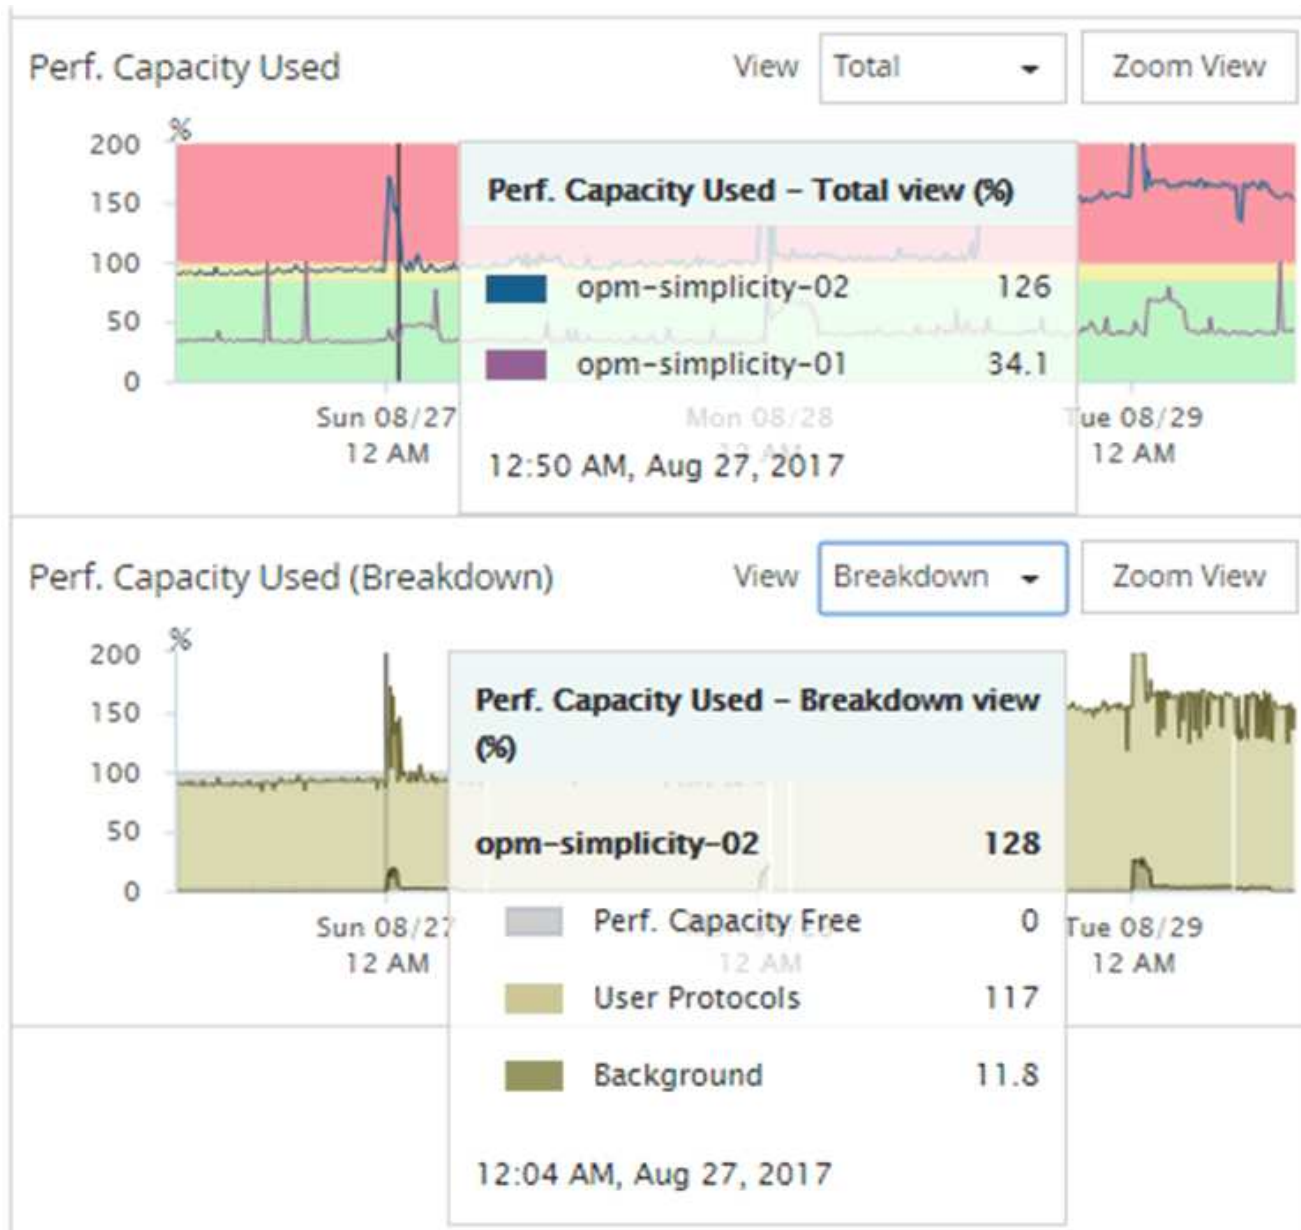 Perf. Capacity Used View Total Zoom View
%
200
150
100
50
0
Perf. Capacity Used – Total view (%)
opm-simplicity-02 126
opm-simplicity-01 34.1
12:50 AM, Aug 27, 2017
Sun 08/27
12 AM
Mon 08/28
12 AM
Tue 08/29
12 AM
Perf. Capacity Used (Breakdown) View Breakdown Zoom View
%
200
150
100
50
0
Perf. Capacity Used – Breakdown view
(%)
opm-simplicity-02 128
Perf. Capacity Free 0
User Protocols 117
Background 11.8
12:04 AM, Aug 27, 2017
Sun 08/27
12 AM
12 AM
Tue 08/29
12 AM